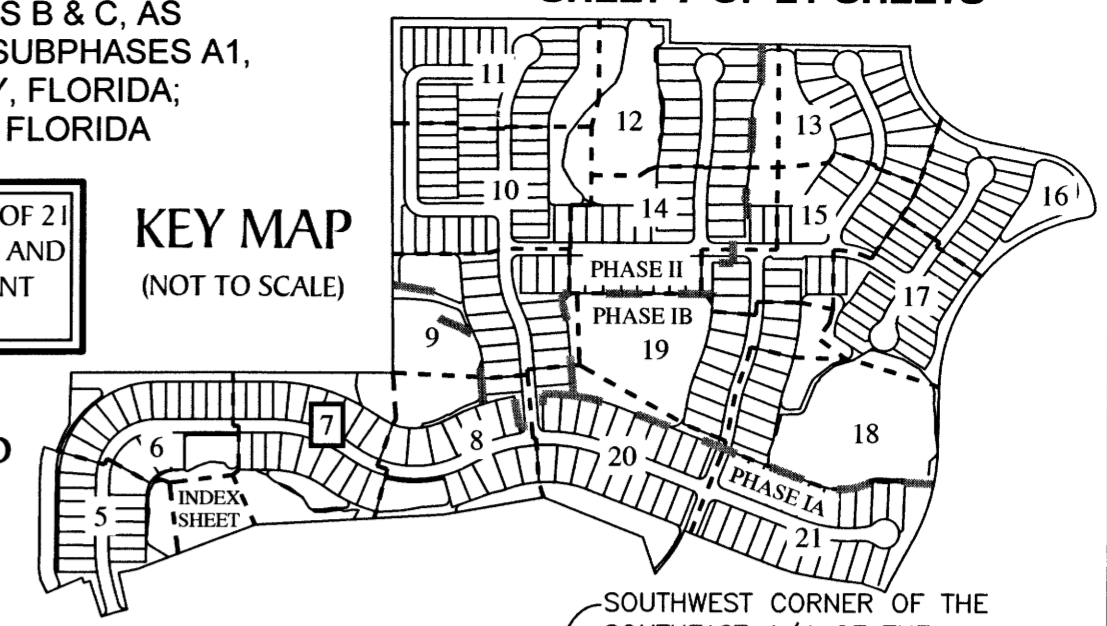 S B & C, AS
SUBPHASES A1,
Y, FLORIDA;
FLORIDA
OF 21
AND
NT
KEY MAP
(NOT TO SCALE)
11
12
13
10
14
15
16
PHASE II
17
PHASE IB
9
19
7
8
18
6
20
INDEX
SHEET
PHASE IA
5
21
SOUTHWEST CORNER OF THE